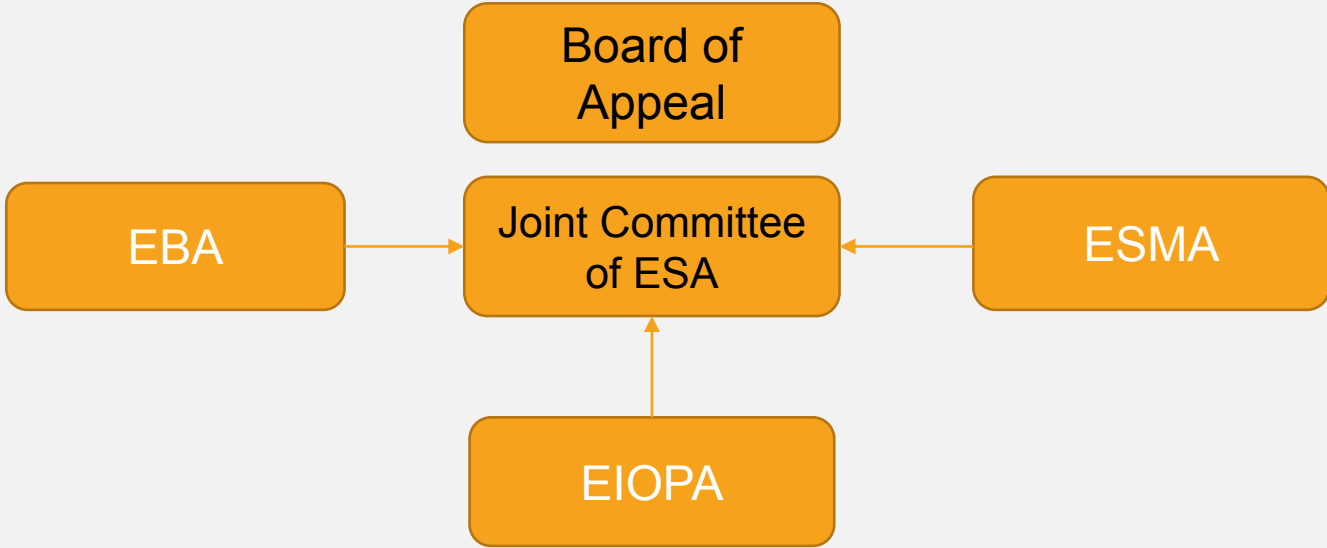 Board of
Appeal
EBA
Joint Committee
of ESA
ESMA
EIOPA